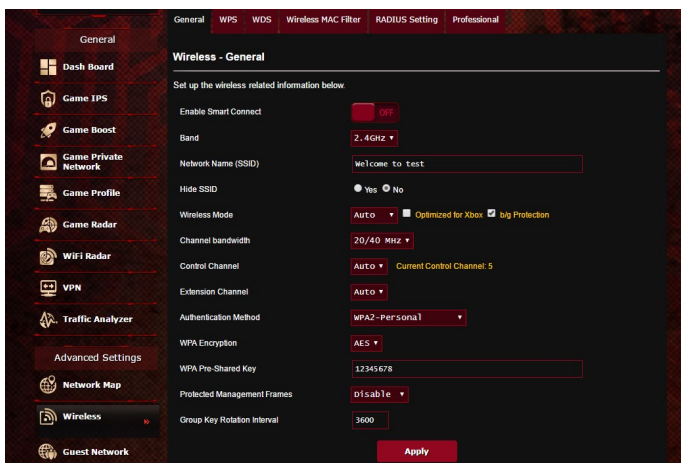 General WPS WDS Wireless MAC Filter RADIUS Setting Professional
General
Dash Board
Game IPS
Game Boost
Game Private
Network
Game Profile
Game Radar
WiFi Radar
VPN
Traffic Analyzer
Advanced Settings
Network Map
Wireless
Guest Network
Wireless - General
Set up the wireless related information below.
Enable Smart Connect OFF
Band 2.4GHz
Network Name (SSID) Welcome to test
Hide SSID Yes No
Wireless Mode Auto Optimized for Xbox b/g Protection
Channel bandwidth 20/40 MHz
Control Channel Auto Current Control Channel: 5
Extension Channel Auto
Authentication Method WPA2-Personal
WPA Encryption AES
WPA Pre-Shared Key 12345678
Protected Management Frames Disable
Group Key Rotation Interval 3600
Apply